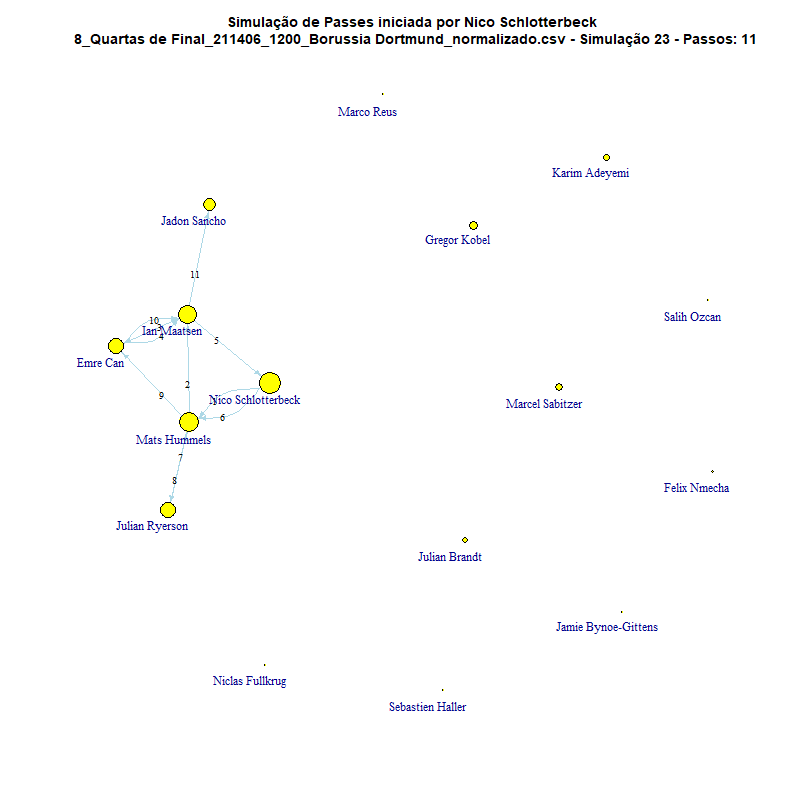 Simulação de Passes iniciada por Nico Schlotterbeck
8_Quartas de Final_211406_1200_Borussia Dortmund_normalizado.csv - Simulação 23 - Passos: 11
Marco Reus
Karim Adeyemi
Jadon Sancho
Gregor Kobel
11
Salih Ozcan
10
Ian Maatsen
4
5
Emre Can
2
9
Nico Schlotterbeck
Marcel Sabitzer
6
Mats Hummels
7
8
Felix Nmecha
Julian Ryerson
Julian Brandt
Jamie Bynoe-Gittens
Niclas Fullkrug
Sebastien Haller